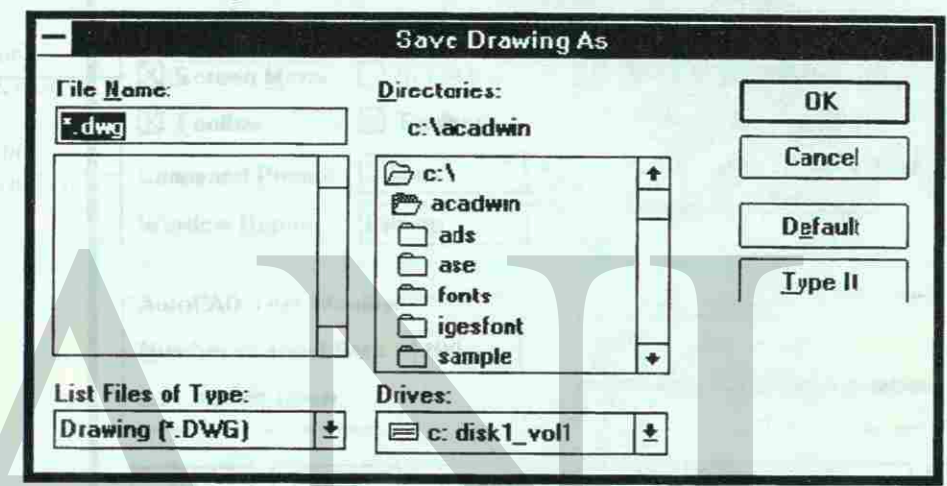 Save Drawing As
File Name:
*.dwg
Directories:
c:\acadwin
c:\
acadwin
ads
ase
fonts
igesfont
sample
List Files of Type:
Drawing (*.DWG)
Drives:
c: disk1_vol1
OK
Cancel
Default
Type It